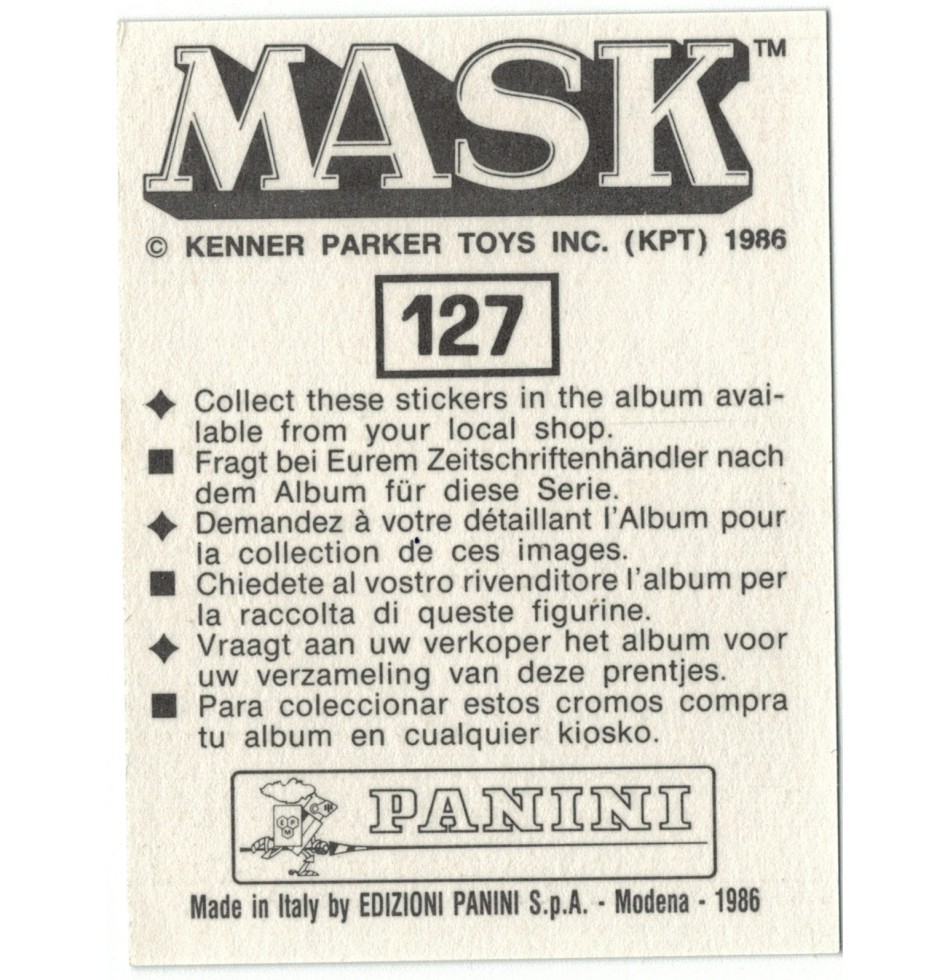 MASK™
© KENNER PARKER TOYS INC. (KPT) 1986
127
Collect these stickers in the album avai-
lable from your local shop.
Fragt bei Eurem Zeitschriftenhändler nach
dem Album für diese Serie.
Demandez à votre détaillant l'Album pour
la collection de ces images.
Chiedete al vostro rivenditore l'album per
la raccolta di queste figurine.
Vraagt aan uw verkoper het album voor
uw verzameling van deze prentjes.
Para coleccionar estos cromos compra
tu album en cualquier kiosko.
E P M
PANINI
Made in Italy by EDIZIONI PANINI S.p.A. - Modena - 1986